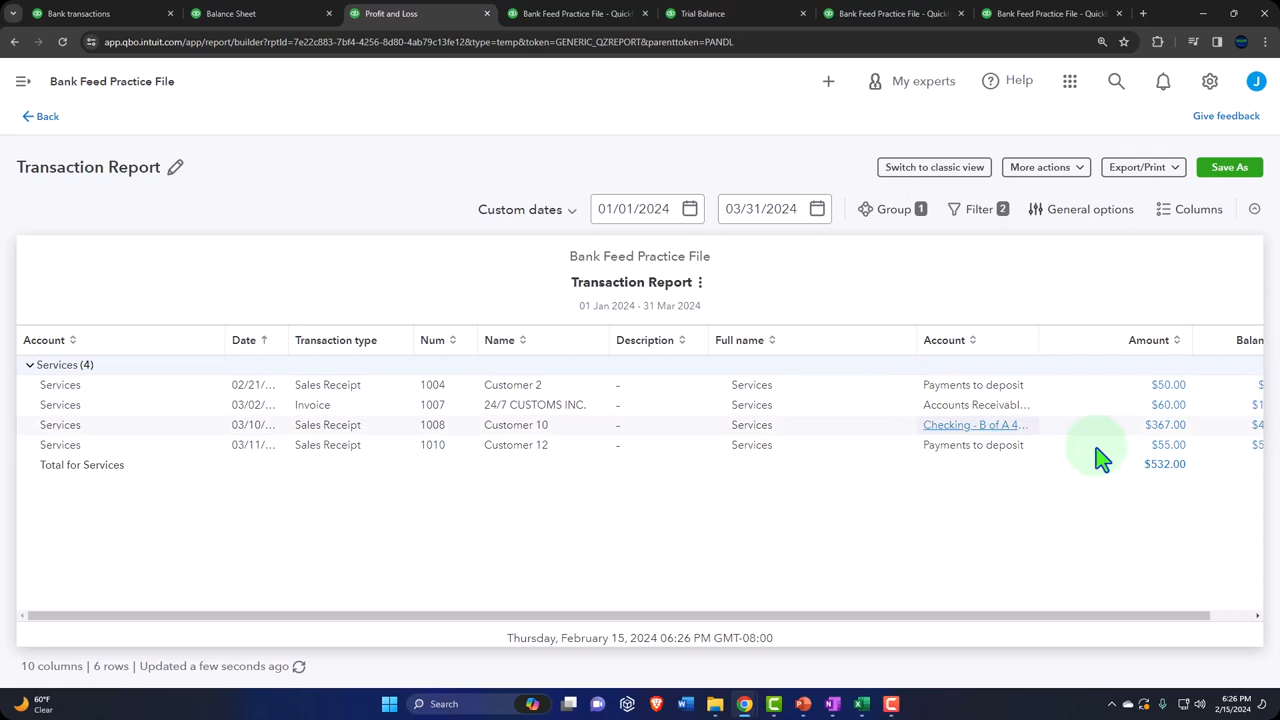 Bank transactions
Balance Sheet
Profit and Loss
Bank Feed Practice File - Quick
Trial Balance
Bank Feed Practice File - Quick
Bank Feed Practice File - Quick
app.qbo.intuit.com/app/report/builder?rptId=7e22c883-7bf4-4256-8d80-4ab79c13fe12&type=temp&token=GENERIC_QZREPORT&parenttoken=PANDL
Bank Feed Practice File
My experts
Help
J
Back
Give feedback
Transaction Report
Switch to classic view
More actions
Export/Print
Save As
Custom dates
01/01/2024
03/31/2024
Group 1
Filter 2
General options
Columns
Bank Feed Practice File
Transaction Report
01 Jan 2024 - 31 Mar 2024
Account Date Transaction type Num Name Description Full name Account Amount Balan
Services (4)
Services 02/21/... Sales Receipt 1004 Customer 2 – Services Payments to deposit $50.00 $
Services 03/02/... Invoice 1007 24/7 CUSTOMS INC. – Services Accounts Receivabl... $60.00 $1
Services 03/10/... Sales Receipt 1008 Customer 10 – Services Checking - B of A 4... $367.00 $4
Services 03/11/... Sales Receipt 1010 Customer 12 – Services Payments to deposit $55.00 $5
Total for Services $532.00
Thursday, February 15, 2024 06:26 PM GMT-08:00
10 columns | 6 rows | Updated a few seconds ago
60°F
Clear
Search
6:26 PM
2/15/2024